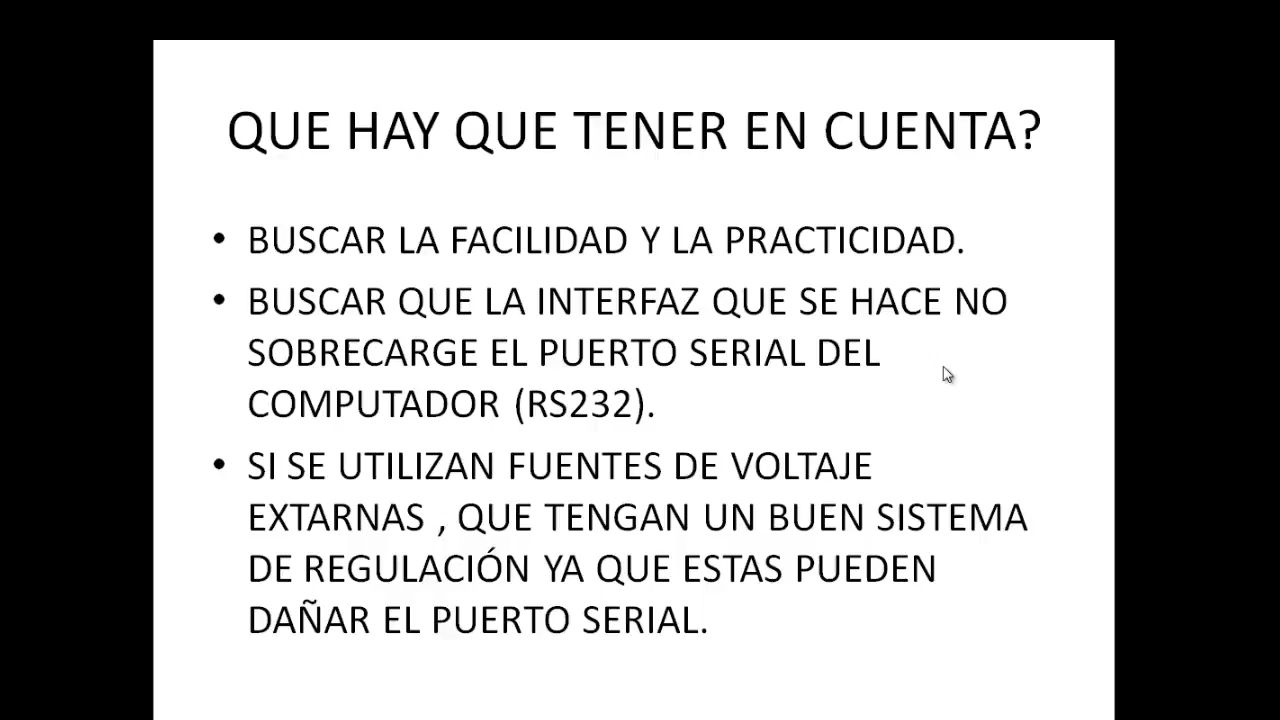 QUE HAY QUE TENER EN CUENTA?
• BUSCAR LA FACILIDAD Y LA PRACTICIDAD.
• BUSCAR QUE LA INTERFAZ QUE SE HACE NO
SOBRECARGE EL PUERTO SERIAL DEL
COMPUTADOR (RS232).
• SI SE UTILIZAN FUENTES DE VOLTAJE
EXTARNAS , QUE TENGAN UN BUEN SISTEMA
DE REGULACIÓN YA QUE ESTAS PUEDEN
DAÑAR EL PUERTO SERIAL.